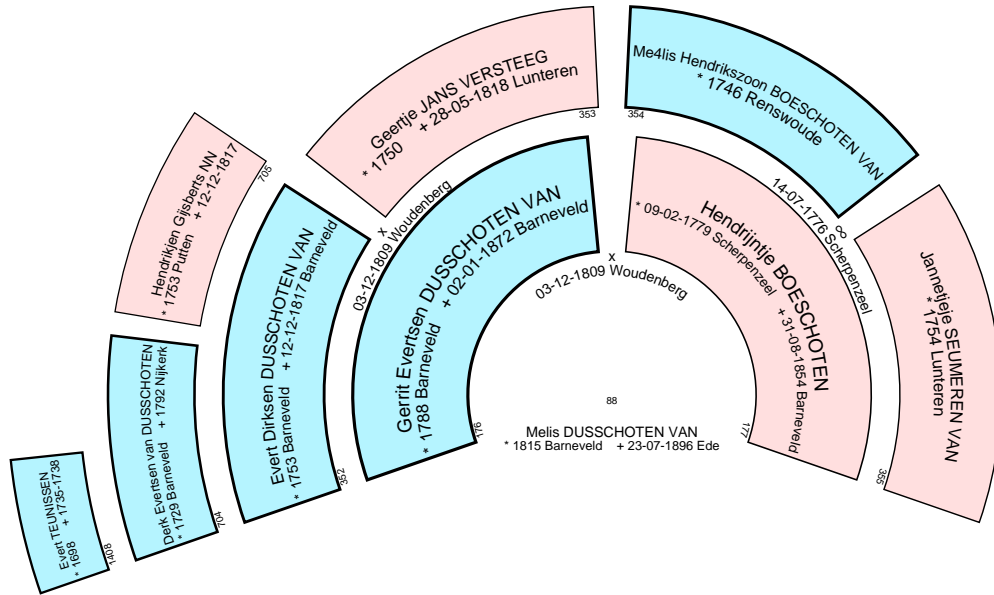 Evert TEUNISSEN
* 1698 + 1735-1738
1408
Derk Evertsen van DUSSCHOTEN
* 1729 Barneveld + 1792 Nijkerk
704
Hendrikjen Gijsberts NN
* 1753 Putten + 12-12-1817
705
Evert Dirksen DUSSCHOTEN VAN
* 1753 Barneveld + 12-12-1817 Barneveld
352
x
03-12-1809 Woudenberg
Geertje JANS VERSTEEG
* 1750 + 28-05-1818 Lunteren
353
Gerrit Evertsen DUSSCHOTEN VAN
* 1788 Barneveld + 02-01-1872 Barneveld
176
x
03-12-1809 Woudenberg
Me4lis Hendrikszoon BOESCHOTEN VAN
* 1746 Renswoude
354
∞
14-07-1776 Scherpenzeel
Jannetjeje SEUMEREN VAN
* 1754 Lunteren
355
Hendrijntje BOESCHOTEN
* 09-02-1779 Scherpenzeel + 31-08-1854 Barneveld
177
88
Melis DUSSCHOTEN VAN
* 1815 Barneveld + 23-07-1896 Ede